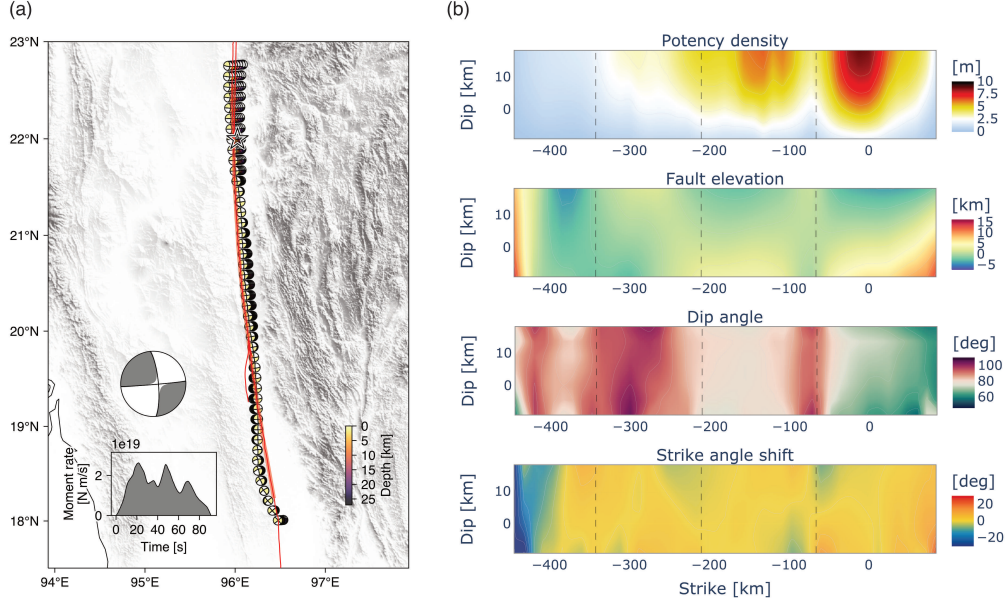 (a)
23°N
22°N
21°N
20°N
19°N
18°N
94°E
95°E
96°E
97°E
1e19
Moment rate
[N m/s]
2
0
0 20 40 60 80
Time [s]
0
5
10
15
20
25
Depth [km]
(b)
Potency density
Dip [km]
10
0
−400 −300 −200 −100 0
[m]
10
7.5
5
2.5
0
Fault elevation
Dip [km]
10
0
−400 −300 −200 −100 0
[km]
15
10
5
0
−5
Dip angle
Dip [km]
10
0
−400 −300 −200 −100 0
[deg]
100
80
60
Strike angle shift
Dip [km]
10
0
−400 −300 −200 −100 0
[deg]
20
0
−20
Strike [km]